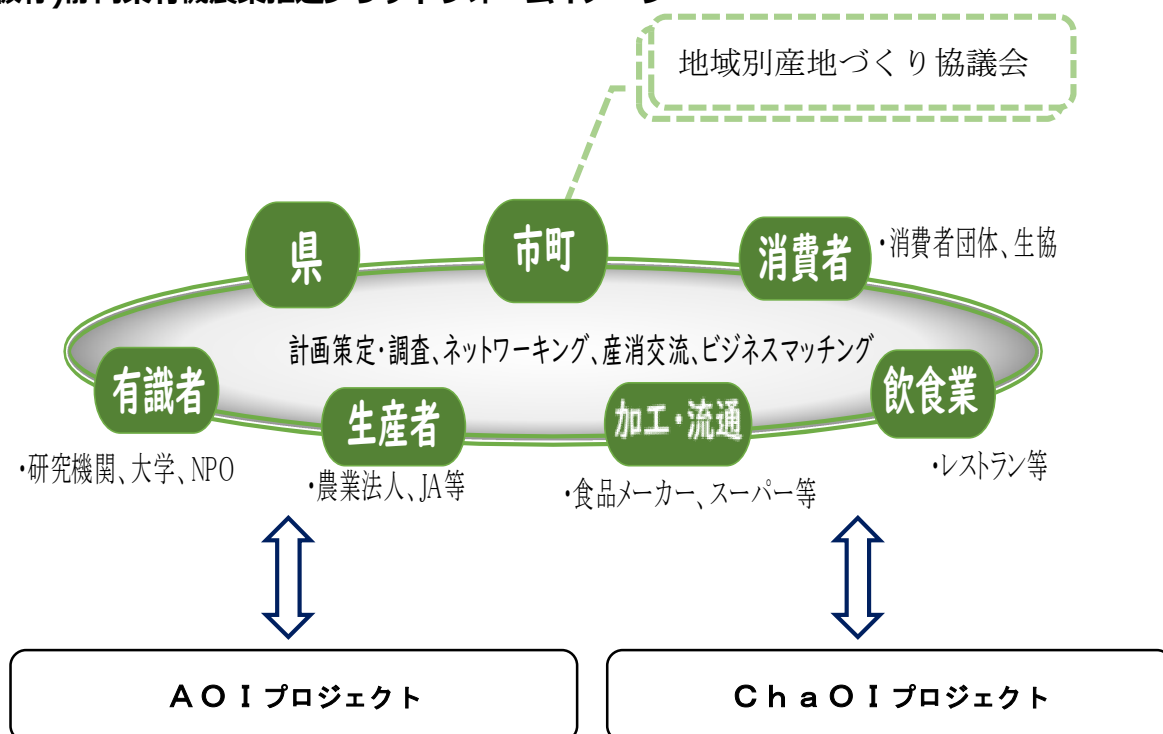 地域別産地づくり協議会
県
市町
消費者
・消費者団体、生協
計画策定・調査、ネットワーキング、産消交流、ビジネスマッチング
有識者
生産者
加工・流通
飲食業
・研究機関、大学、NPO
・農業法人、JA等
・食品メーカー、スーパー等
・レストラン等
ＡＯＩプロジェクト
ＣｈａＯＩプロジェクト